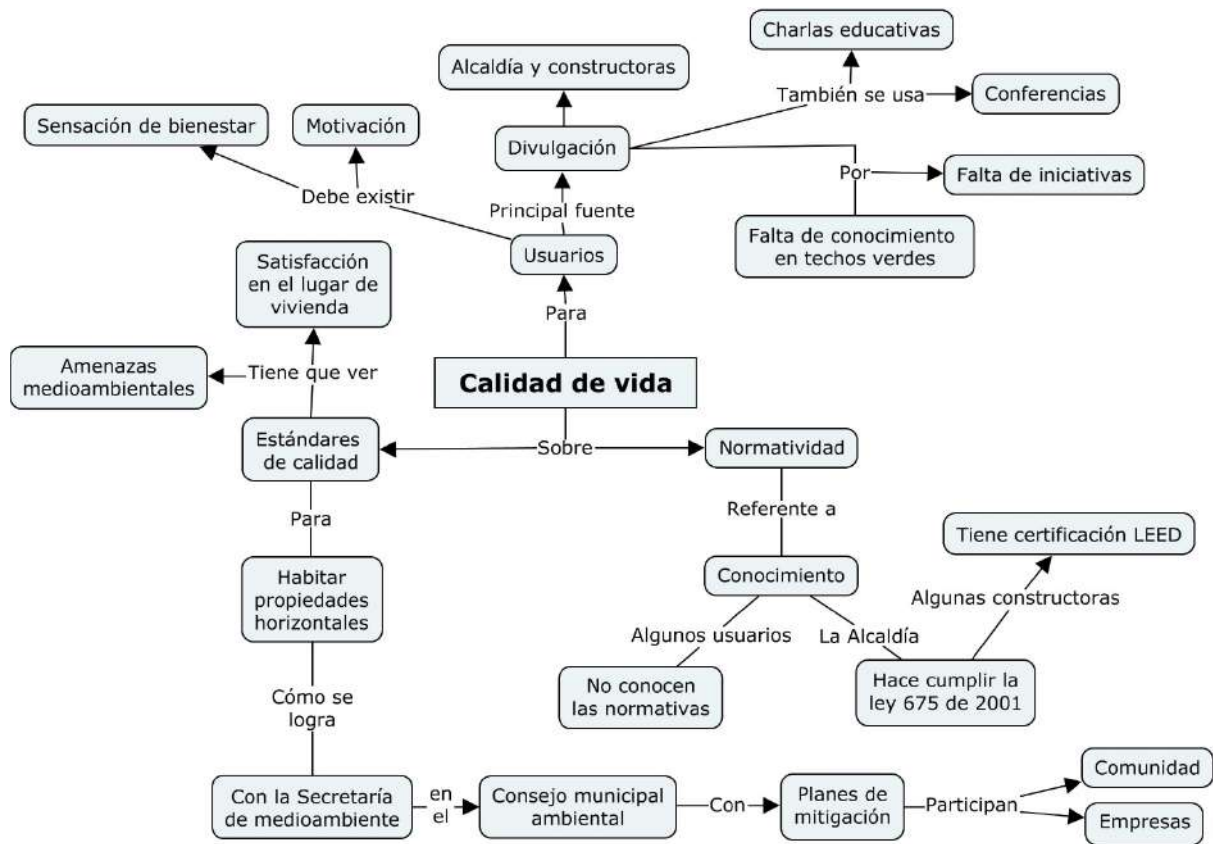 Charlas educativas
Alcaldía y constructoras
También se usa
Conferencias
Sensación de bienestar
Motivación
Divulgación
Por
Falta de iniciativas
Debe existir
Principal fuente
Falta de conocimiento
en techos verdes
Usuarios
Satisfacción
en el lugar de
vivienda
Para
Amenazas
medioambientales
Tiene que ver
Calidad de vida
Estándares
de calidad
Sobre
Normatividad
Para
Referente a
Tiene certificación LEED
Habitar
propiedades
horizontales
Conocimiento
Algunas constructoras
Algunos usuarios
La Alcaldía
No conocen
las normativas
Hace cumplir la
ley 675 de 2001
Cómo se
logra
Con la Secretaría
de medioambiente
en
el
Consejo municipal
ambiental
Con
Planes de
mitigación
Participan
Comunidad
Empresas